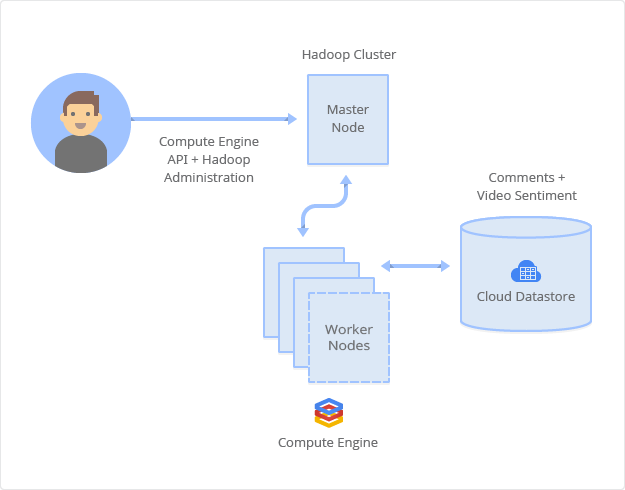 Hadoop Cluster
Master
Node
Compute Engine
API + Hadoop
Administration
Comments +
Video Sentiment
Cloud Datastore
Worker
Nodes
Compute Engine